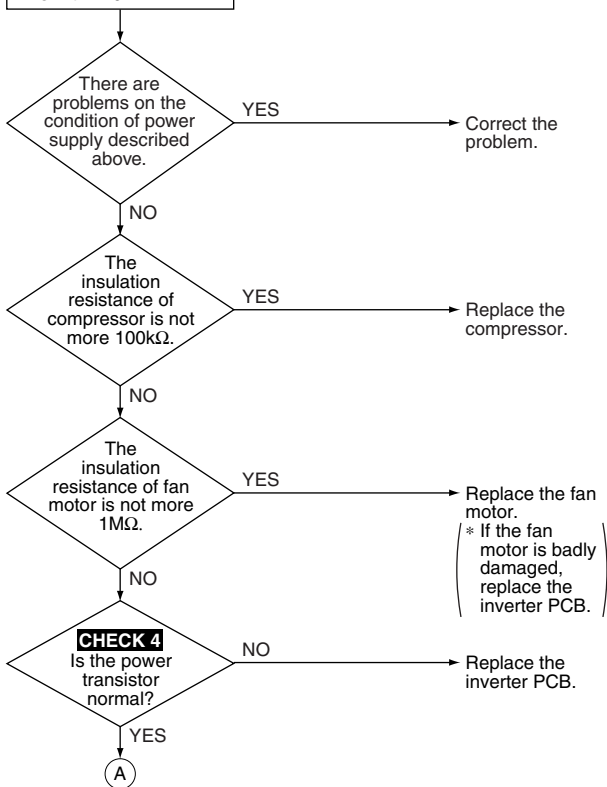 There are
problems on the
condition of power
supply described
above.
YES
Correct the
problem.
NO
The
insulation
resistance of
compressor is not
more 100kΩ.
YES
Replace the
compressor.
NO
The
insulation
resistance of fan
motor is not more
1MΩ.
YES
Replace the fan
motor.
* If the fan
motor is badly
damaged,
replace the
inverter PCB.
NO
CHECK 4
Is the power
transistor
normal?
NO
Replace the
inverter PCB.
YES
A